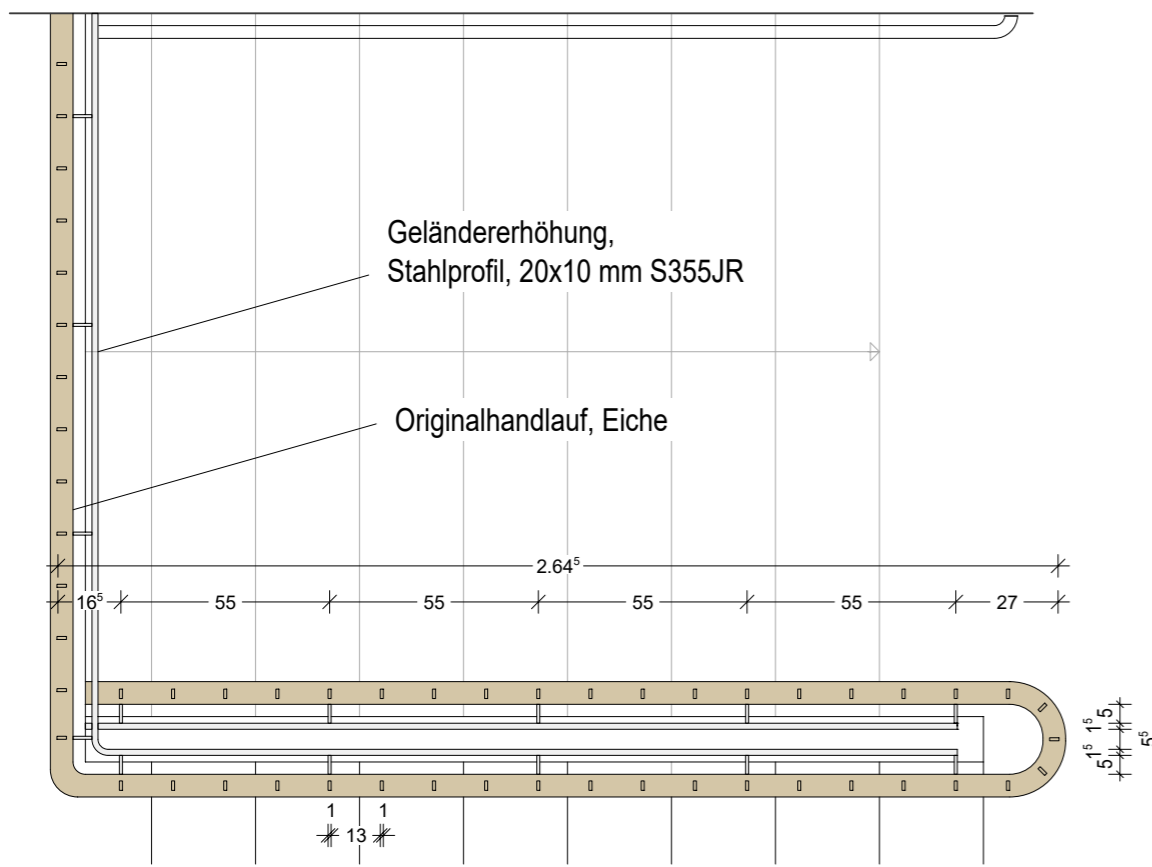 Geländererhöhung,
Stahlprofil, 20x10 mm S355JR
Originalhandlauf, Eiche
2.64⁵
16⁵ 55 55 55 55 27
5
1⁵
5⁵
1⁵
5
1 1
13